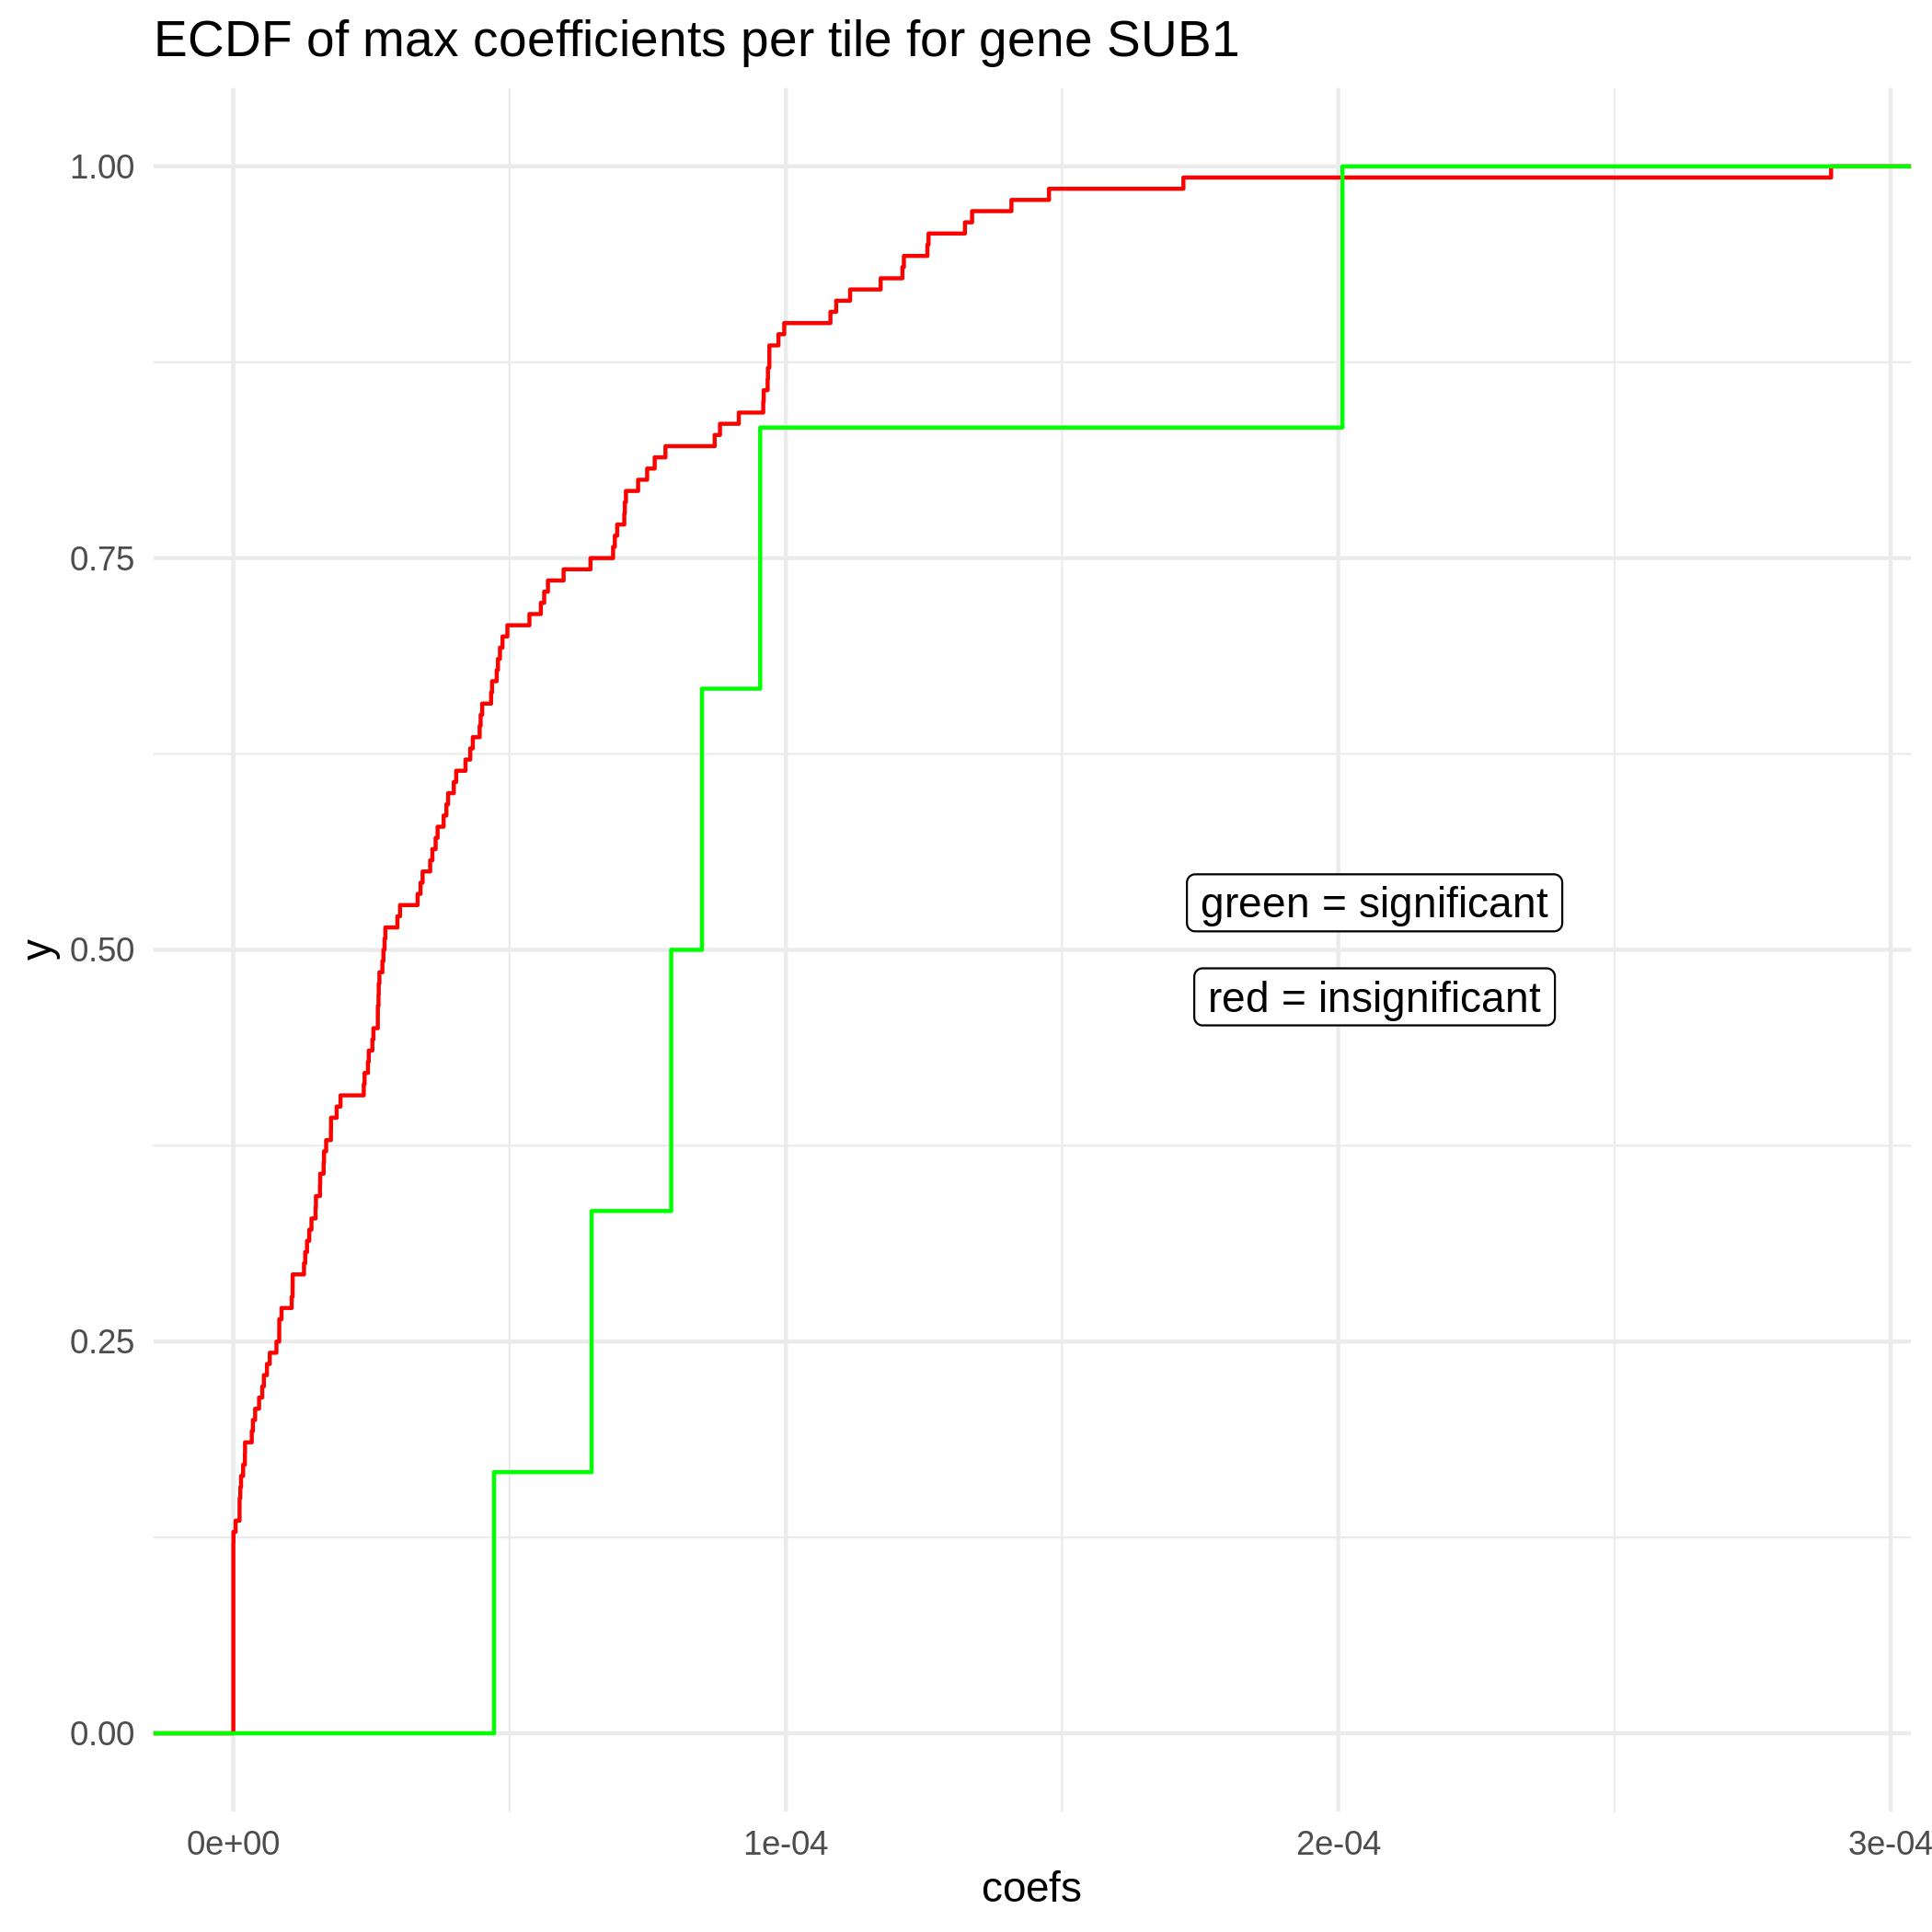 ECDF of max coefficients per tile for gene SUB1
1.00
0.75
0.50
0.25
0.00
y
green = significant
red = insignificant
0e+00 1e-04 2e-04 3e-04
coefs